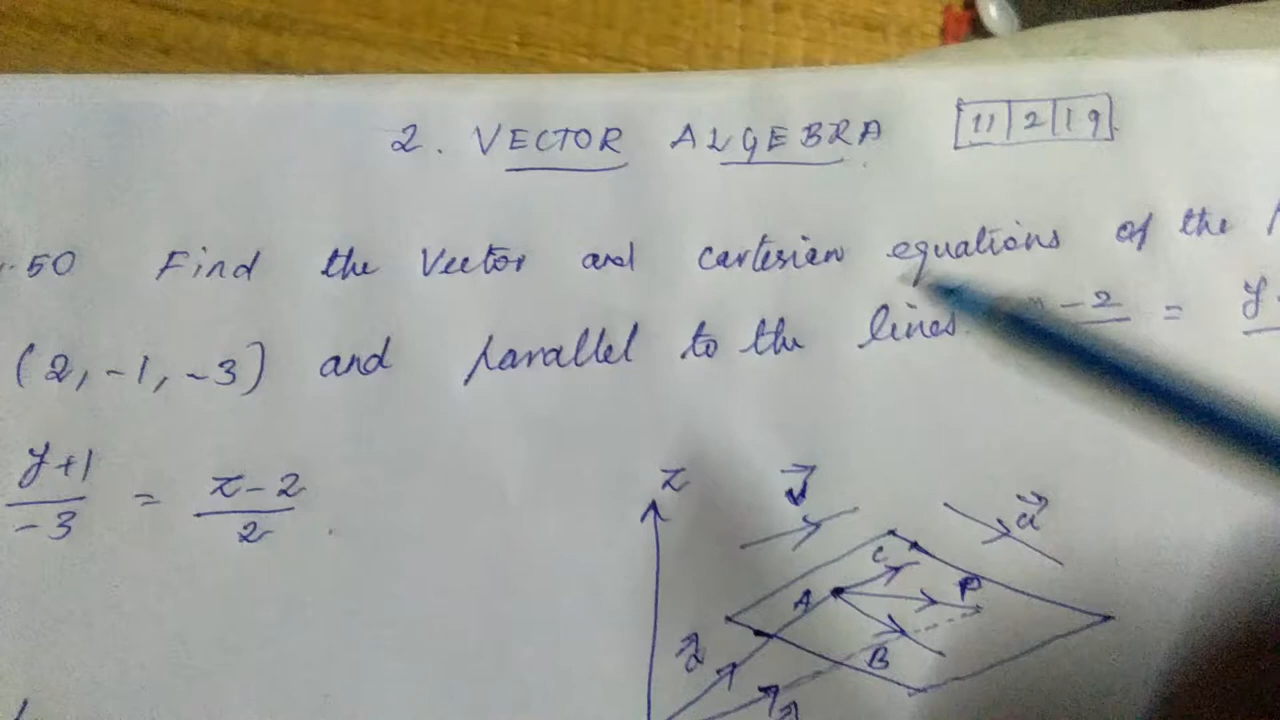 2. VECTOR ALGEBRA 11 2 19
.50 Find the Vector and cartesian equations of the
(2, -1, -3) and parallel to the lines -2 = y
y+1 / -3 = z-2 / 2 .
z v u
C
A P
B
a